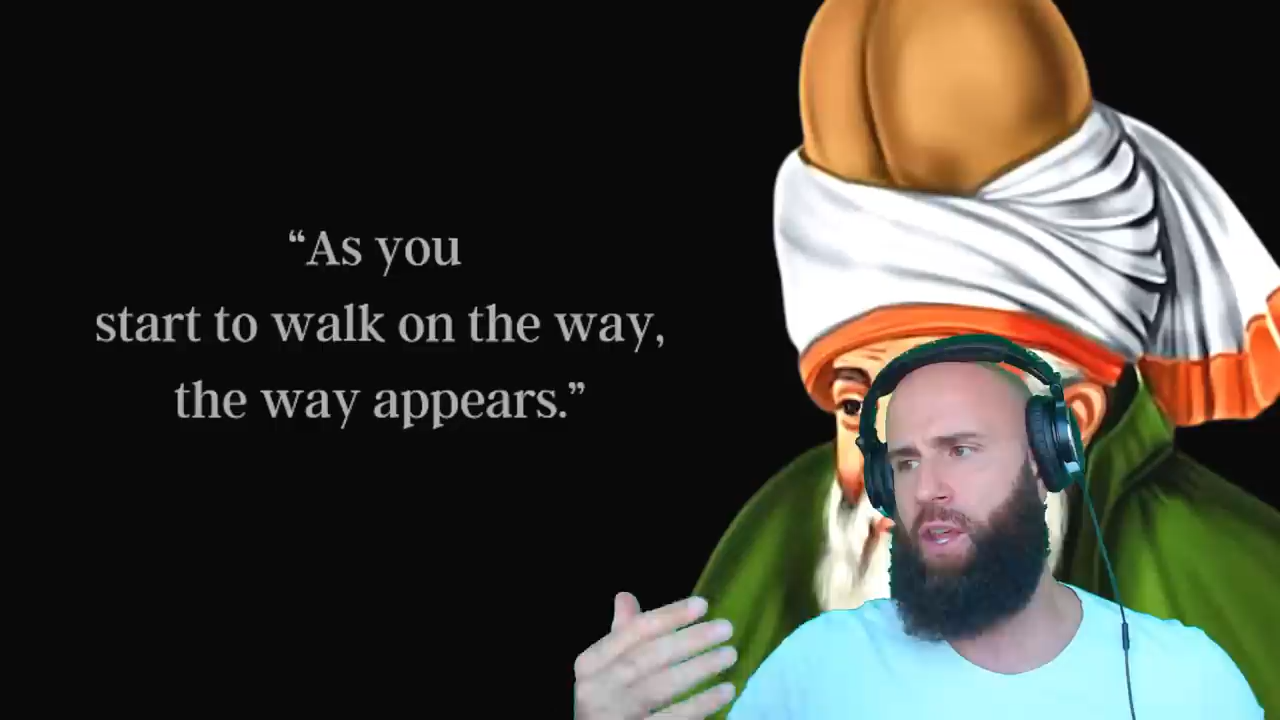 “As you
start to walk on the way,
the way appears.”